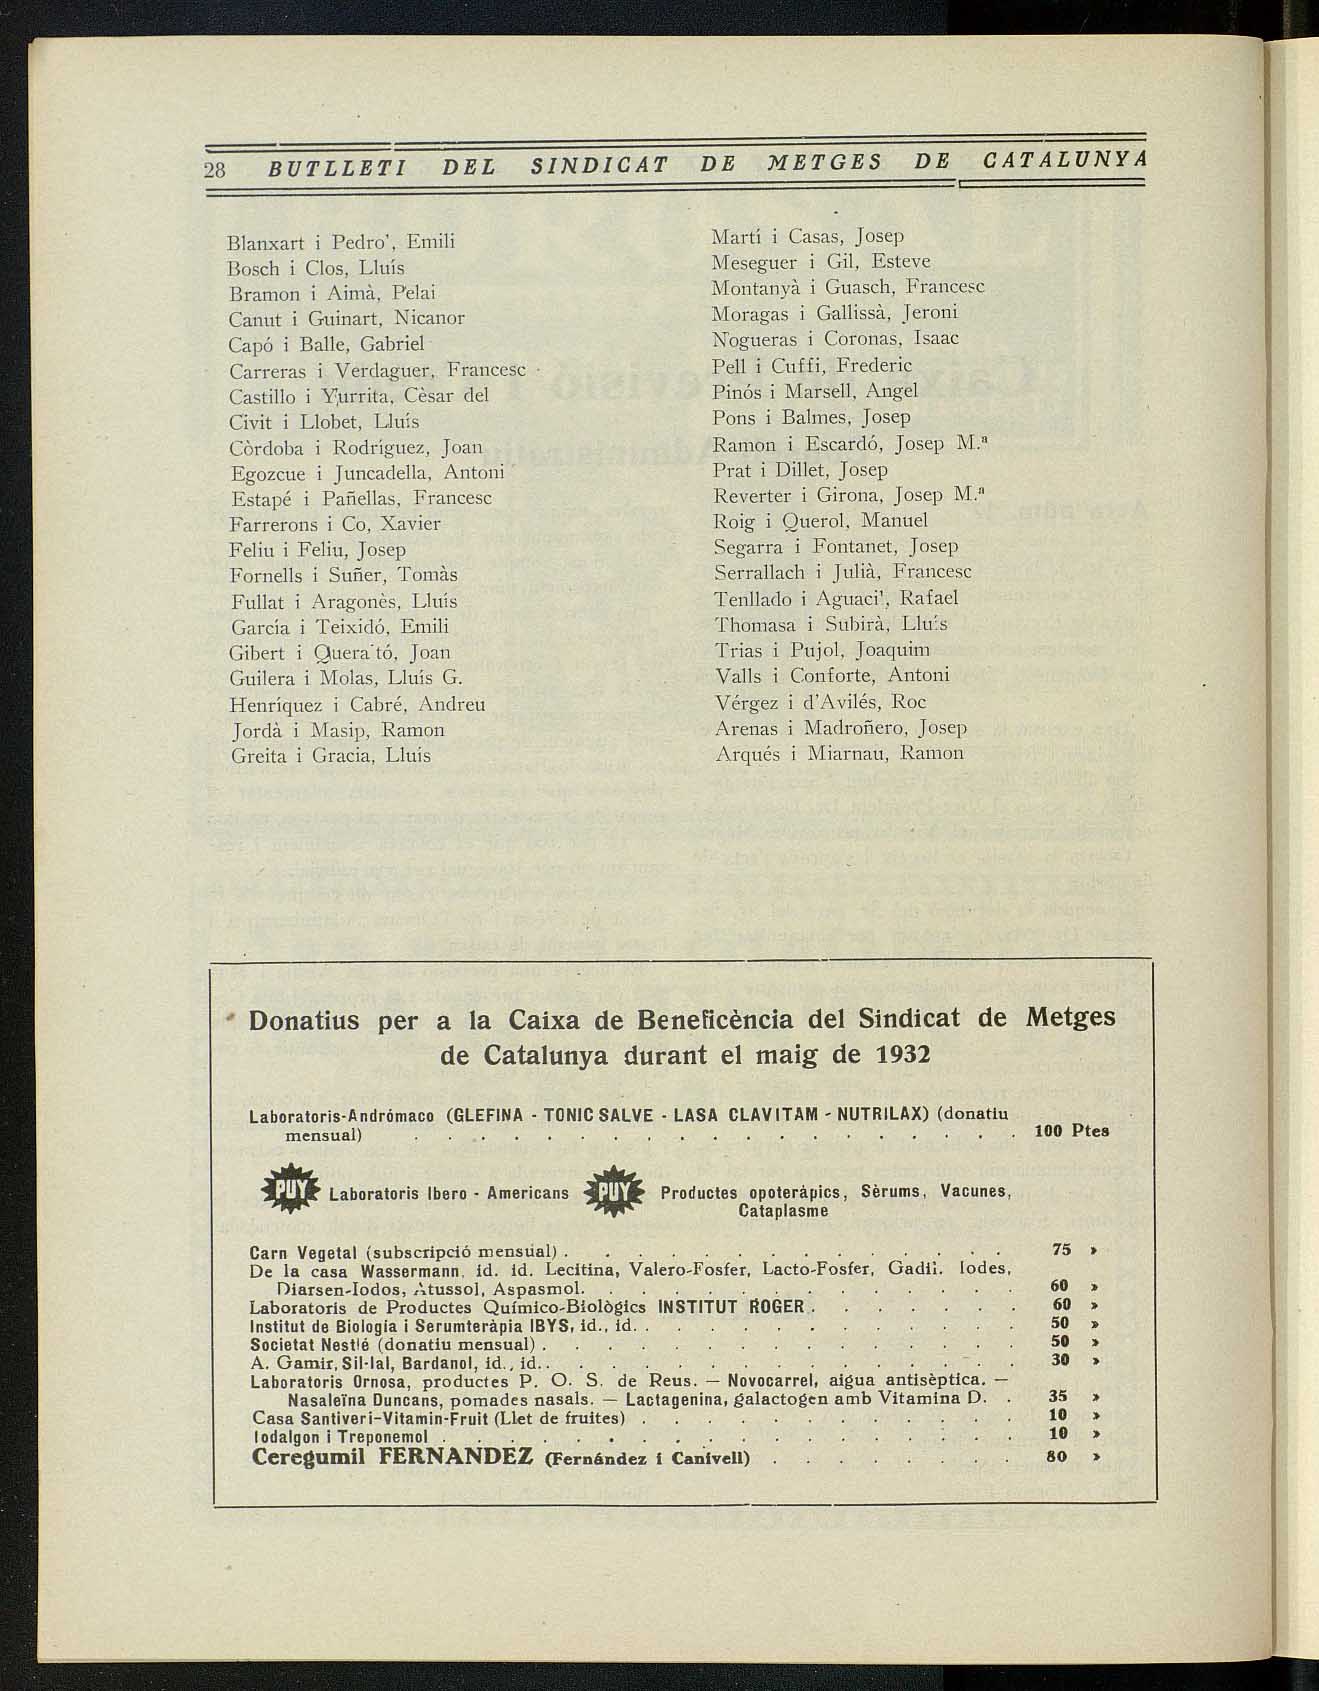 28 BUTLLETI DEL SINDICAT DE METGES DE CATALUNYA
Blanxart i Pedro', Emili
Bosch i Clos, Lluís
Bramon i Aimà, Pelai
Canut i Guinart, Nicanor
Capó i Balle, Gabriel
Carreras i Verdaguer, Francesc
Castillo i Yurrita, Cèsar del
Civit i Llobet, Lluís
Còrdoba i Rodríguez, Joan
Egozcue i Juncadella, Antoni
Estapé i Pañellas, Francesc
Farrerons i Co, Xavier
Feliu i Feliu, Josep
Fornells i Suñer, Tomàs
Fullat i Aragonès, Lluís
García i Teixidó, Emili
Gibert i Quera'tó, Joan
Guilera i Molas, Lluís G.
Henríquez i Cabré, Andreu
Jordà i Masip, Ramon
Greita i Gracia, Lluís
Martí i Casas, Josep
Meseguer i Gil, Esteve
Montanyà i Guasch, Francesc
Moragas i Gallissà, Jeroni
Nogueras i Coronas, Isaac
Pell i Cuffi, Frederic
Pinós i Marsell, Angel
Pons i Balmes, Josep
Ramon i Escardó, Josep M.ª
Prat i Dillet, Josep
Reverter i Girona, Josep M.ª
Roig i Querol, Manuel
Segarra i Fontanet, Josep
Serrallach i Julià, Francesc
Tenllado i Aguaci', Rafael
Thomasa i Subirà, Lluís
Trias i Pujol, Joaquim
Valls i Conforte, Antoni
Vérgez i d'Avilés, Roc
Arenas i Madroñero, Josep
Arqués i Miarnau, Ramon
Donatius per a la Caixa de Beneficència del Sindicat de Metges
de Catalunya durant el maig de 1932
Laboratoris-Andrómaco (GLEFINA - TONIC SALVE - LASA CLAVITAM - NUTRILAX) (donatiu
mensual) . . . . . . . . . . . . . . . . . . . 100 Ptes
PUY Laboratoris Ibero - Americans PUY Productes opoteràpics, Sèrums, Vacunes,
Cataplasme
Carn Vegetal (subscripció mensual) . . . . . . . . . . . . . . 75 »
De la casa Wassermann, id. id. Lecitina, Valero-Fosfer, Lacto-Fosfer, Gadil. Iodes,
Diarsen-Iodos, Atussol, Aspasmol. . . . . . . . . . . . . . 60 »
Laboratoris de Productes Químico-Biològics INSTITUT ROGER . . . . . . . 60 »
Institut de Biologia i Serumteràpia IBYS, id., id. . . . . . . . . . . . . 50 »
Societat Nestlé (donatiu mensual) . . . . . . . . . . . . . . . 50 »
A. Gamir, Sil-lal, Bardanol, id., id. . . . . . . . . . . . . . . . 30 »
Laboratoris Ornosa, productes P. O. S. de Reus. — Novocarrel, aigua antisèptica. —
Nasaleïna Duncans, pomades nasals. — Lactagenina, galactogen amb Vitamina D. . 35 »
Casa Santiveri-Vitamin-Fruit (Llet de fruites) . . . . . . . . . . . . 10 »
Iodalgon i Treponemol . . . . . . . . . . . . . . . . . . 10 »
Ceregumil FERNANDEZ (Fernández i Canivell) . . . . . . . . 80 »